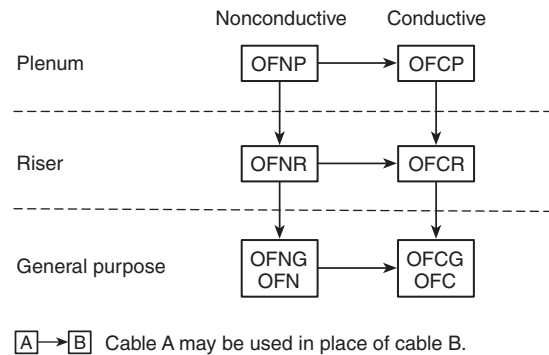 Nonconductive Conductive
Plenum OFNP OFCP
Riser OFNR OFCR
OFNG OFCG
General purpose
OFN OFC
A B Cable A may be used in place of cable B.